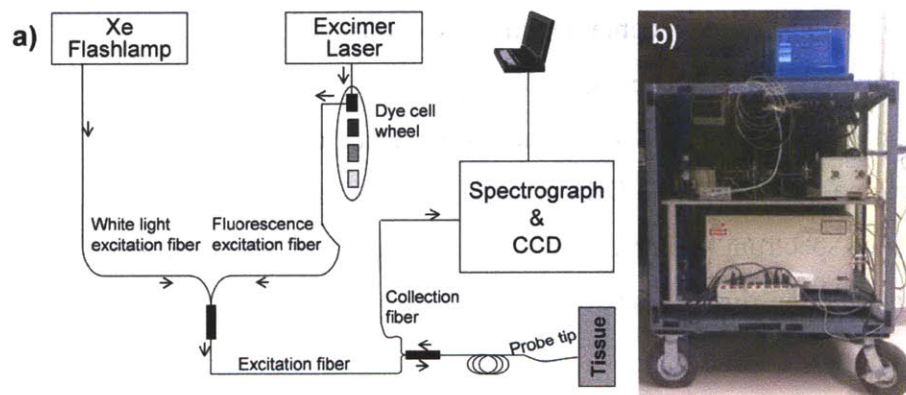 a)
Xe
Flashlamp
Excimer
Laser
Dye cell
wheel
White light
excitation fiber
Fluorescence
excitation fiber
Spectrograph
&
CCD
Collection
fiber
Excitation fiber
Probe tip
Tissue
b)